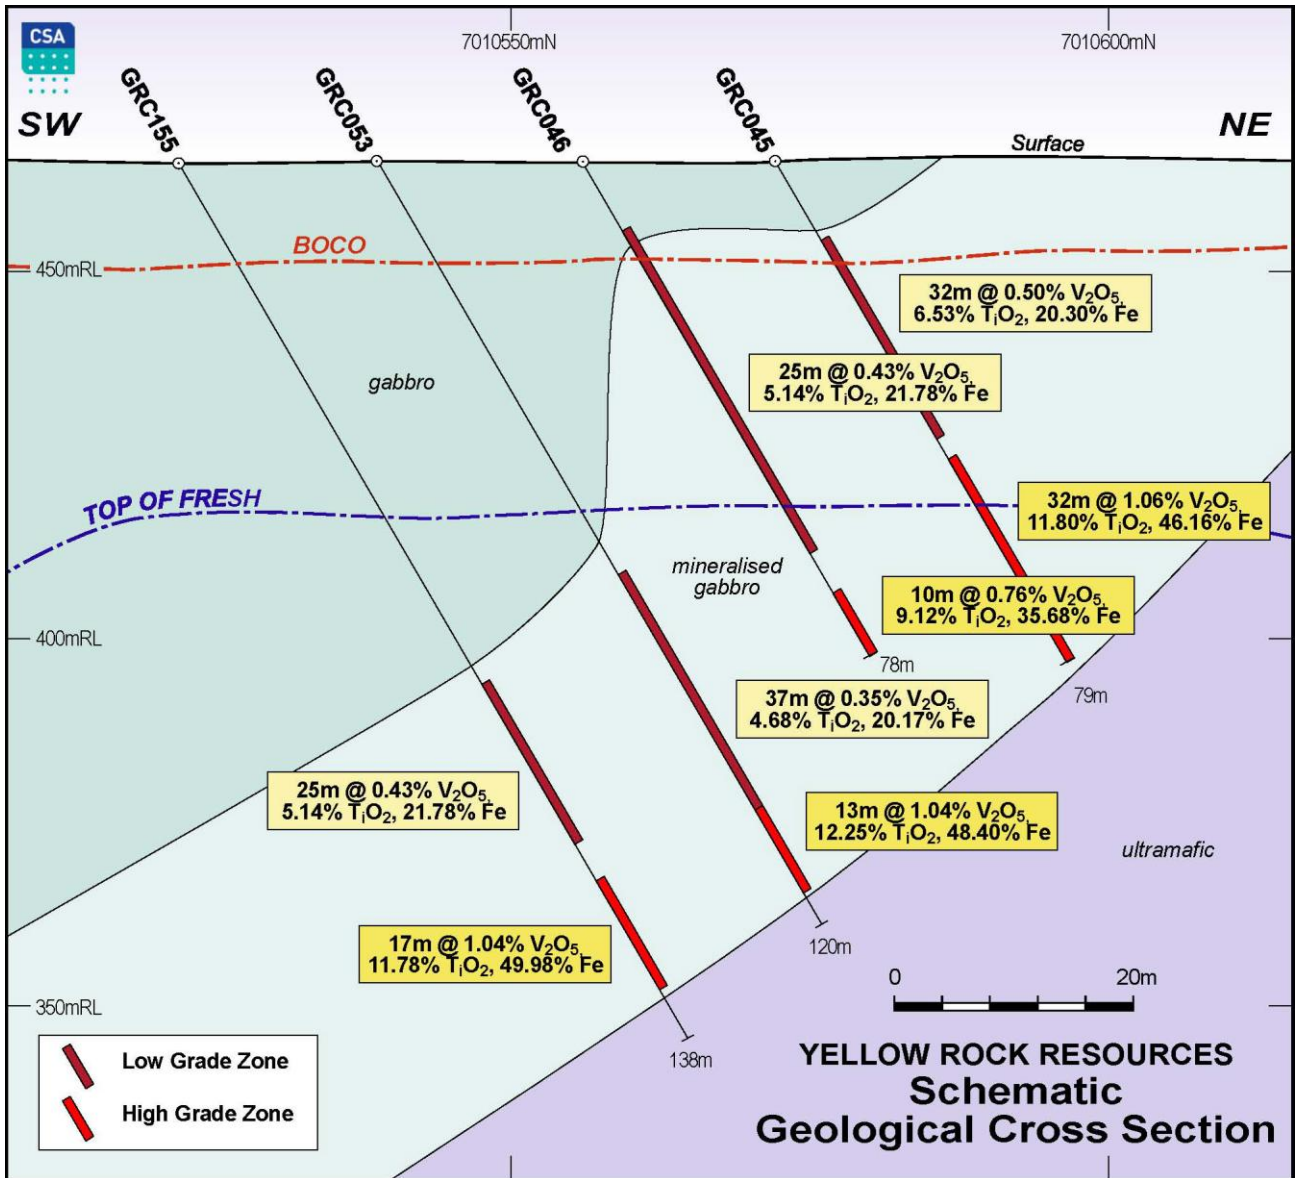 CSA
7010550mN
7010600mN
SW
NE
GRC155
GRC053
GRC046
GRC045
Surface
BOCO
450mRL
32m @ 0.50% V₂O₅,
6.53% TᵢO₂, 20.30% Fe
25m @ 0.43% V₂O₅,
5.14% TᵢO₂, 21.78% Fe
gabbro
TOP OF FRESH
32m @ 1.06% V₂O₅,
11.80% TᵢO₂, 46.16% Fe
mineralised
gabbro
10m @ 0.76% V₂O₅,
9.12% TᵢO₂, 35.68% Fe
400mRL
78m
79m
37m @ 0.35% V₂O₅,
4.68% TᵢO₂, 20.17% Fe
25m @ 0.43% V₂O₅,
5.14% TᵢO₂, 21.78% Fe
13m @ 1.04% V₂O₅,
12.25% TᵢO₂, 48.40% Fe
ultramafic
17m @ 1.04% V₂O₅,
11.78% TᵢO₂, 49.98% Fe
120m
0
20m
350mRL
138m
Low Grade Zone
High Grade Zone
YELLOW ROCK RESOURCES
Schematic
Geological Cross Section